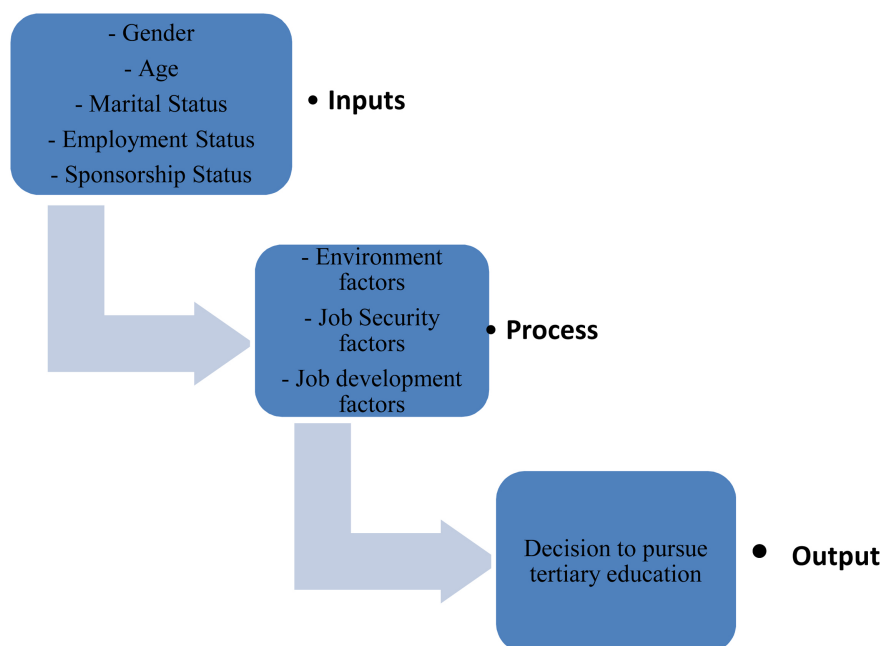 - Gender
- Age
- Marital Status
- Employment Status
- Sponsorship Status
• Inputs
- Environment
factors
- Job Security
factors
- Job development
factors
• Process
Decision to pursue
tertiary education
• Output